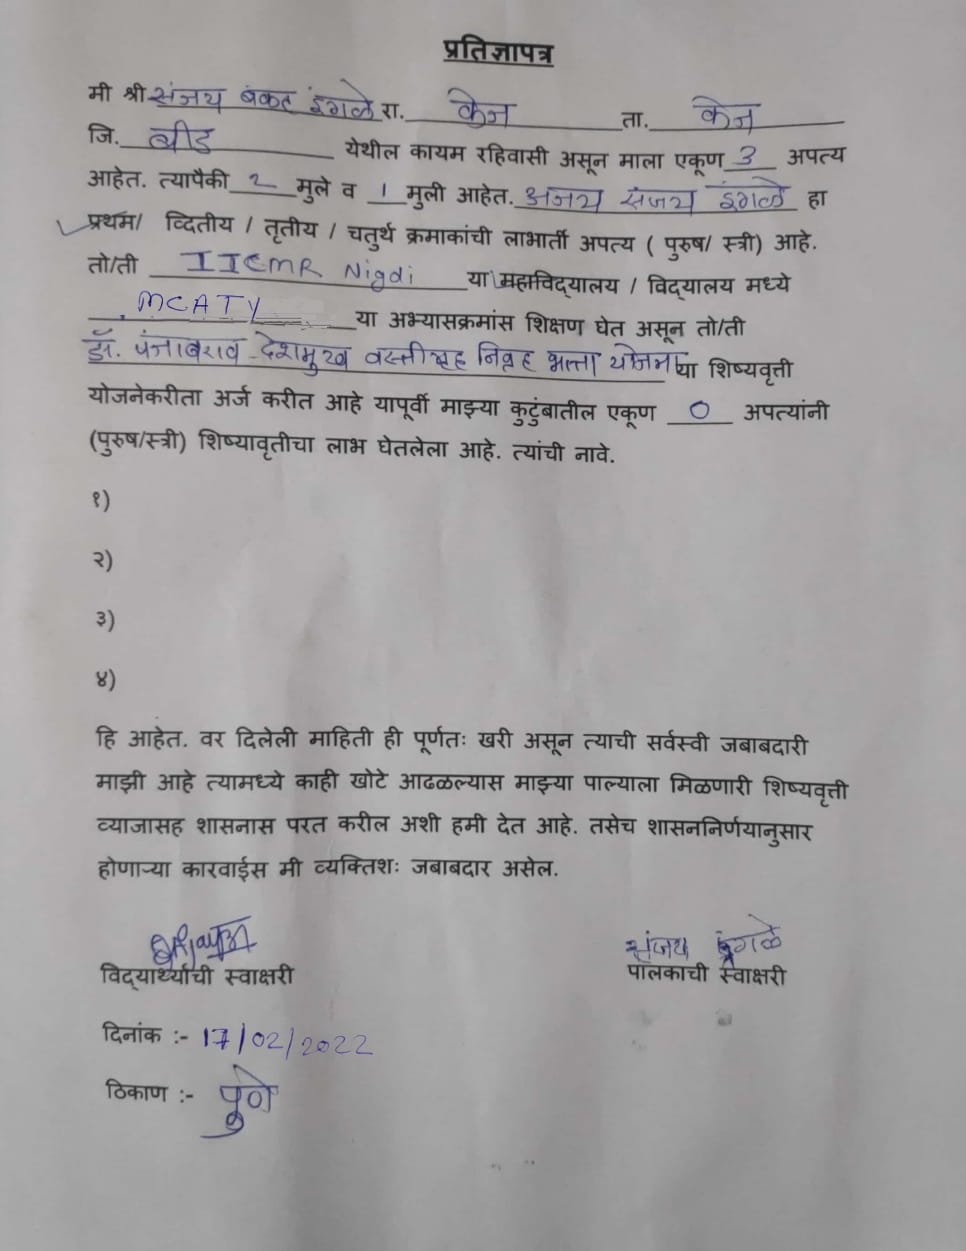 प्रतिज्ञापत्र
मी श्री संजय बंकट इंगळे रा. केज ता. केज
जि. बीड येथील कायम रहिवासी असून माला एकूण 3 अपत्य
आहेत. त्यापैकी 2 मुले व 1 मुली आहेत. अजय संजय इंगळे हा
प्रथम/ व्दितीय / तृतीय / चतुर्थ क्रमाकांची लाभार्ती अपत्य ( पुरुष/ स्त्री) आहे.
तो/ती IICMR Nigdi या महाविद्यालय / विद्यालय मध्ये
MCA TY या अभ्यासक्रमांस शिक्षण घेत असून तो/ती
डॉ. पंजाबराव देशमुख वस्तीगृह निव्रह भत्ता योजना या शिष्यवृत्ती
योजनेकरीता अर्ज करीत आहे यापूर्वी माझ्या कुटुंबातील एकूण 0 अपत्यांनी
(पुरुष/स्त्री) शिष्यावृतीचा लाभ घेतलेला आहे. त्यांची नावे.
१)
२)
३)
४)
हि आहेत. वर दिलेली माहिती ही पूर्णतः खरी असून त्याची सर्वस्वी जबाबदारी
माझी आहे त्यामध्ये काही खोटे आढळल्यास माझ्या पाल्याला मिळणारी शिष्यवृत्ती
व्याजासह शासनास परत करील अशी हमी देत आहे. तसेच शासननिर्णयानुसार
होणाऱ्या कारवाईस मी व्यक्तिशः जबाबदार असेल.
संजय इंगळे
विद्यार्थ्याची स्वाक्षरी पालकाची स्वाक्षरी
दिनांक :- 17/02/2022
ठिकाण :- पुणे